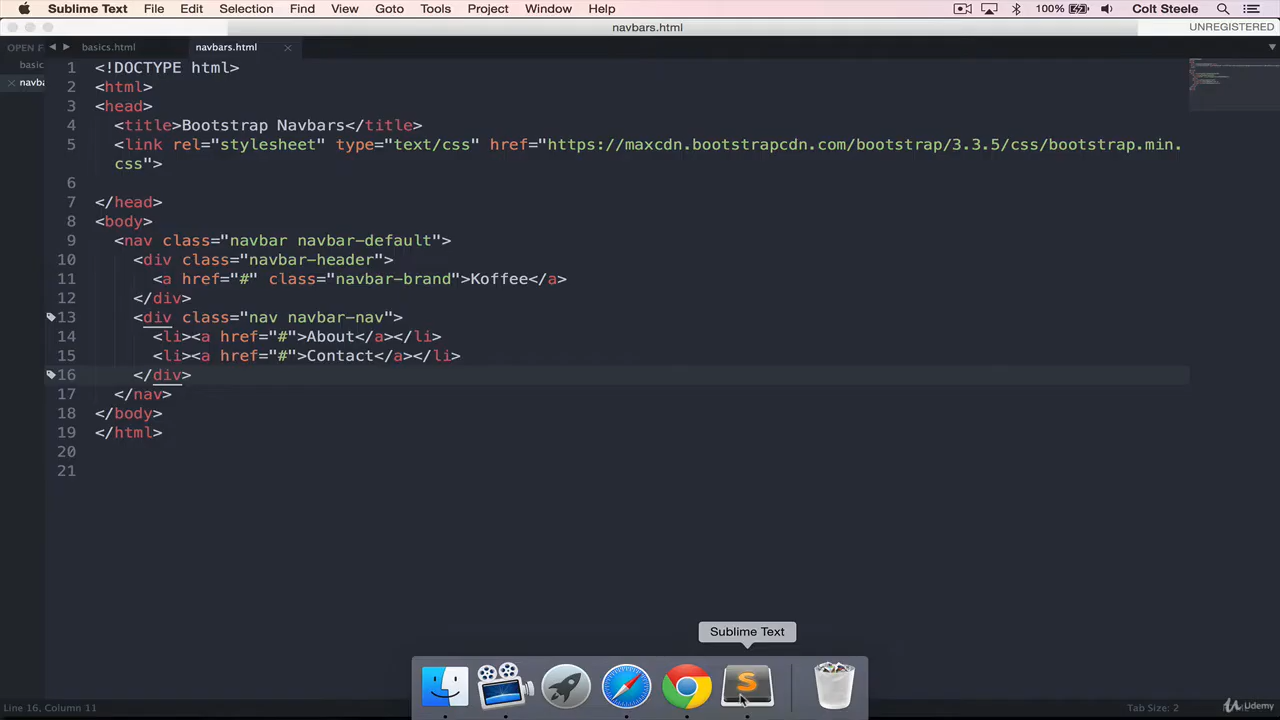 Sublime Text File Edit Selection Find View Goto Tools Project Window Help 100% Colt Steele
navbars.html UNREGISTERED
OPEN F basics.html navbars.html
basic
navba
1 <!DOCTYPE html>
2 <html>
3 <head>
4 <title>Bootstrap Navbars</title>
5 <link rel="stylesheet" type="text/css" href="https://maxcdn.bootstrapcdn.com/bootstrap/3.3.5/css/bootstrap.min.
css">
6
7 </head>
8 <body>
9 <nav class="navbar navbar-default">
10 <div class="navbar-header">
11 <a href="#" class="navbar-brand">Koffee</a>
12 </div>
13 <div class="nav navbar-nav">
14 <li><a href="#">About</a></li>
15 <li><a href="#">Contact</a></li>
16 </div>
17 </nav>
18 </body>
19 </html>
20
21
Sublime Text
S
Line 16, Column 11 Tab Size: 2
Udemy